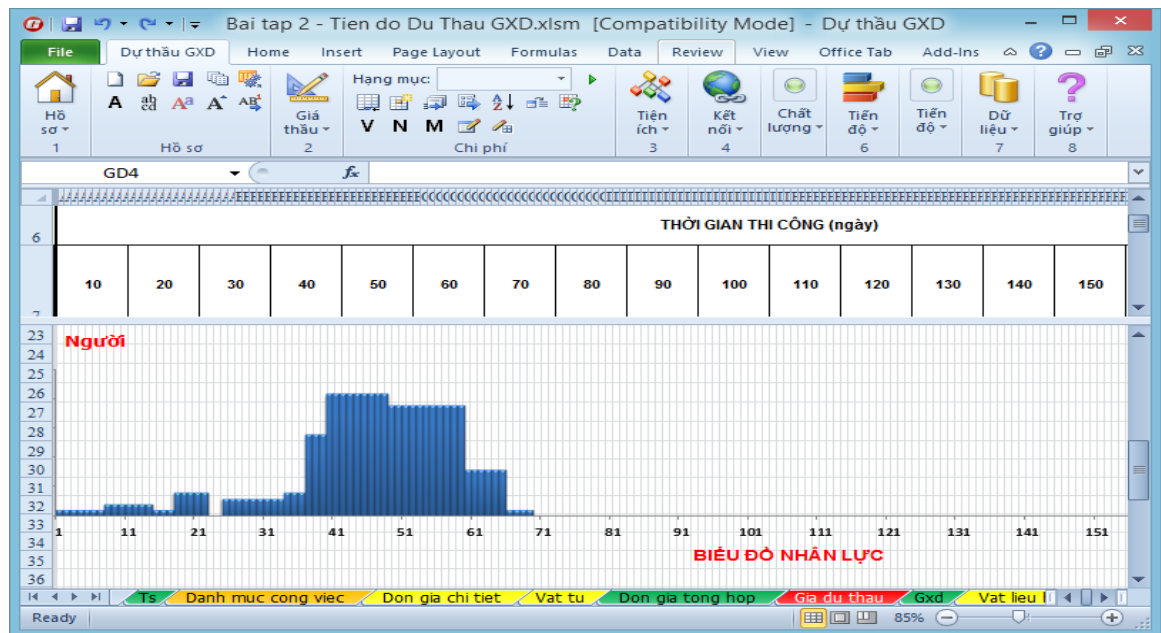 Bai tap 2 - Tien do Du Thau GXD.xlsm [Compatibility Mode] - Dự thầu GXD
File Dự thầu GXD Home Insert Page Layout Formulas Data Review View Office Tab Add-Ins
Hạng mục:
Hồ sơ
Giá thầu
V N M
Tiện ích
Kết nối
Chất lượng
Tiến độ
Tiến độ
Dữ liệu
Trợ giúp
1 Hồ sơ 2 Chi phí 3 4 6 7 8
GD4 fx
6 THỜI GIAN THI CÔNG (ngày)
7 10 20 30 40 50 60 70 80 90 100 110 120 130 140 150
23 Người
24
25
26
27
28
29
30
31
32
33
1 11 21 31 41 51 61 71 81 91 101 111 121 131 141 151
34
BIỂU ĐỒ NHÂN LỰC
35
36
Ts Danh muc cong viec Don gia chi tiet Vat tu Don gia tong hop Gia du thau Gxd Vat lieu
Ready 85%